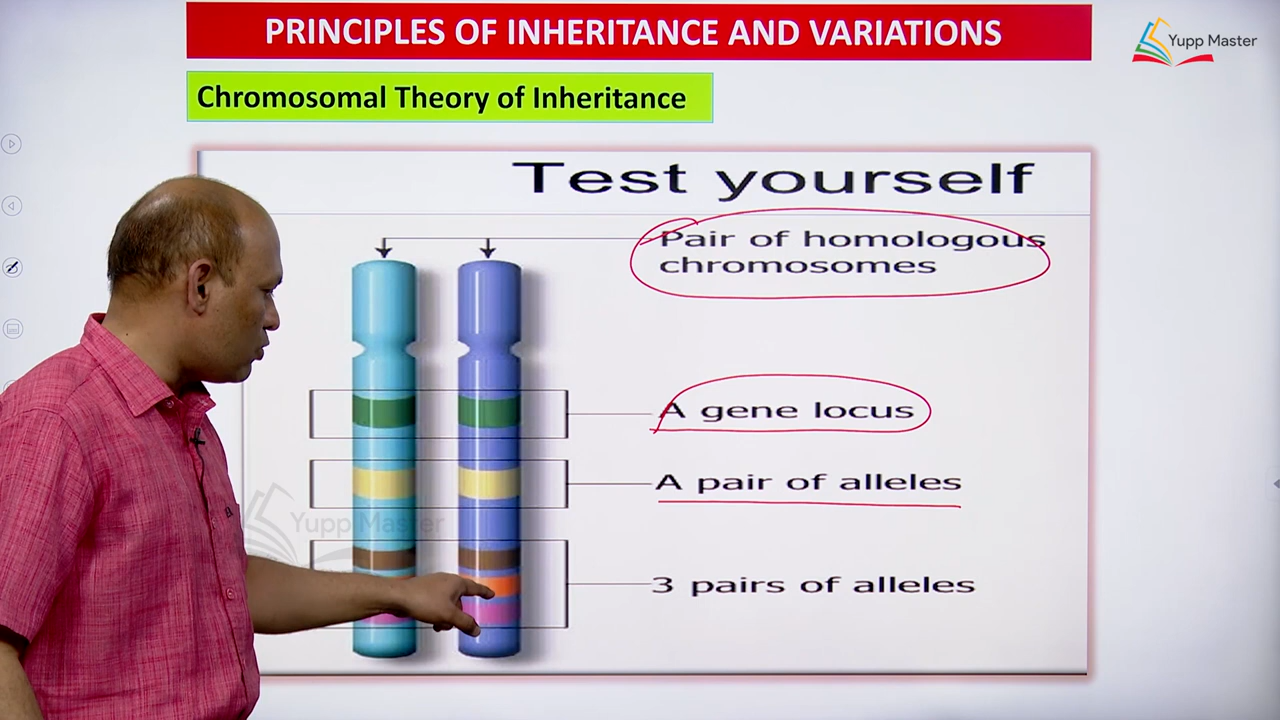 PRINCIPLES OF INHERITANCE AND VARIATIONS
Yupp Master
Chromosomal Theory of Inheritance
Test yourself
Pair of homologous
chromosomes
A gene locus
A pair of alleles
Yupp Master
3 pairs of alleles